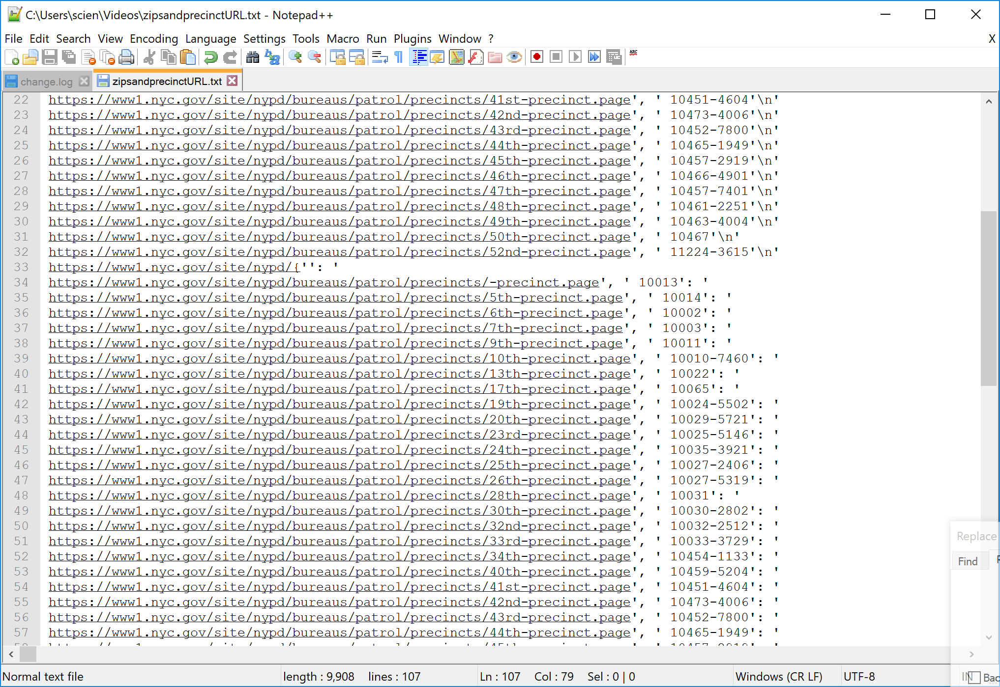 C:\Users\scien\Videos\zipsandprecinctURL.txt - Notepad++
File Edit Search View Encoding Language Settings Tools Macro Run Plugins Window ? X
ABC
change.log zipsandprecinctURL.txt
22 https://www1.nyc.gov/site/nypd/bureaus/patrol/precincts/41st-precinct.page', ' 10451-4604'\n'
23 https://www1.nyc.gov/site/nypd/bureaus/patrol/precincts/42nd-precinct.page', ' 10473-4006'\n'
24 https://www1.nyc.gov/site/nypd/bureaus/patrol/precincts/43rd-precinct.page', ' 10452-7800'\n'
25 https://www1.nyc.gov/site/nypd/bureaus/patrol/precincts/44th-precinct.page', ' 10465-1949'\n'
26 https://www1.nyc.gov/site/nypd/bureaus/patrol/precincts/45th-precinct.page', ' 10457-2919'\n'
27 https://www1.nyc.gov/site/nypd/bureaus/patrol/precincts/46th-precinct.page', ' 10466-4901'\n'
28 https://www1.nyc.gov/site/nypd/bureaus/patrol/precincts/47th-precinct.page', ' 10457-7401'\n'
29 https://www1.nyc.gov/site/nypd/bureaus/patrol/precincts/48th-precinct.page', ' 10461-2251'\n'
30 https://www1.nyc.gov/site/nypd/bureaus/patrol/precincts/49th-precinct.page', ' 10463-4004'\n'
31 https://www1.nyc.gov/site/nypd/bureaus/patrol/precincts/50th-precinct.page', ' 10467'\n'
32 https://www1.nyc.gov/site/nypd/bureaus/patrol/precincts/52nd-precinct.page', ' 11224-3615'\n'
33 https://www1.nyc.gov/site/nypd/{'': '
34 https://www1.nyc.gov/site/nypd/bureaus/patrol/precincts/-precinct.page', ' 10013': '
35 https://www1.nyc.gov/site/nypd/bureaus/patrol/precincts/5th-precinct.page', ' 10014': '
36 https://www1.nyc.gov/site/nypd/bureaus/patrol/precincts/6th-precinct.page', ' 10002': '
37 https://www1.nyc.gov/site/nypd/bureaus/patrol/precincts/7th-precinct.page', ' 10003': '
38 https://www1.nyc.gov/site/nypd/bureaus/patrol/precincts/9th-precinct.page', ' 10011': '
39 https://www1.nyc.gov/site/nypd/bureaus/patrol/precincts/10th-precinct.page', ' 10010-7460': '
40 https://www1.nyc.gov/site/nypd/bureaus/patrol/precincts/13th-precinct.page', ' 10022': '
41 https://www1.nyc.gov/site/nypd/bureaus/patrol/precincts/17th-precinct.page', ' 10065': '
42 https://www1.nyc.gov/site/nypd/bureaus/patrol/precincts/19th-precinct.page', ' 10024-5502': '
43 https://www1.nyc.gov/site/nypd/bureaus/patrol/precincts/20th-precinct.page', ' 10029-5721': '
44 https://www1.nyc.gov/site/nypd/bureaus/patrol/precincts/23rd-precinct.page', ' 10025-5146': '
45 https://www1.nyc.gov/site/nypd/bureaus/patrol/precincts/24th-precinct.page', ' 10035-3921': '
46 https://www1.nyc.gov/site/nypd/bureaus/patrol/precincts/25th-precinct.page', ' 10027-2406': '
47 https://www1.nyc.gov/site/nypd/bureaus/patrol/precincts/26th-precinct.page', ' 10027-5319': '
48 https://www1.nyc.gov/site/nypd/bureaus/patrol/precincts/28th-precinct.page', ' 10031': '
49 https://www1.nyc.gov/site/nypd/bureaus/patrol/precincts/30th-precinct.page', ' 10030-2802': '
50 https://www1.nyc.gov/site/nypd/bureaus/patrol/precincts/32nd-precinct.page', ' 10032-2512': '
51 https://www1.nyc.gov/site/nypd/bureaus/patrol/precincts/33rd-precinct.page', ' 10033-3729': '
52 https://www1.nyc.gov/site/nypd/bureaus/patrol/precincts/34th-precinct.page', ' 10454-1133': '
53 https://www1.nyc.gov/site/nypd/bureaus/patrol/precincts/40th-precinct.page', ' 10459-5204': '
54 https://www1.nyc.gov/site/nypd/bureaus/patrol/precincts/41st-precinct.page', ' 10451-4604': '
55 https://www1.nyc.gov/site/nypd/bureaus/patrol/precincts/42nd-precinct.page', ' 10473-4006': '
56 https://www1.nyc.gov/site/nypd/bureaus/patrol/precincts/43rd-precinct.page', ' 10452-7800': '
57 https://www1.nyc.gov/site/nypd/bureaus/patrol/precincts/44th-precinct.page', ' 10465-1949': '
Replace
Find
Normal text file length : 9,908 lines : 107 Ln : 107 Col : 79 Sel : 0 | 0 Windows (CR LF) UTF-8 IN Bac